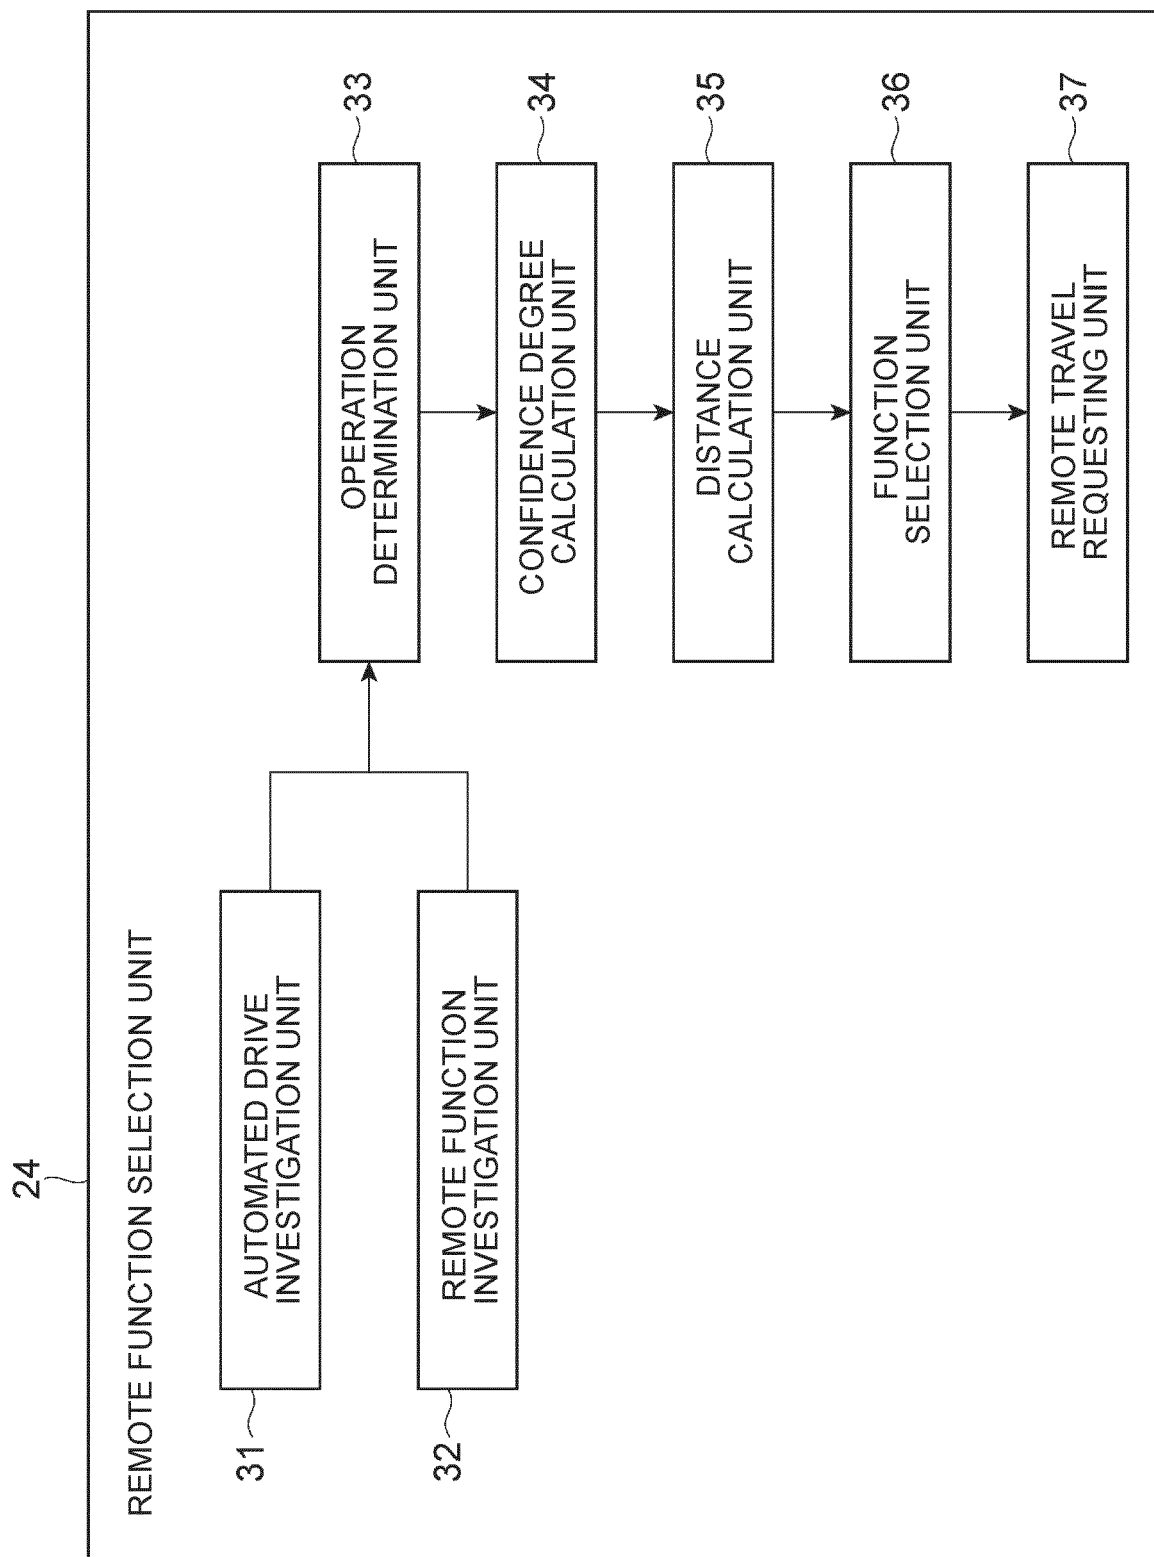 24
REMOTE FUNCTION SELECTION UNIT
31
AUTOMATED DRIVE
INVESTIGATION UNIT
32
REMOTE FUNCTION
INVESTIGATION UNIT
33
OPERATION
DETERMINATION UNIT
34
CONFIDENCE DEGREE
CALCULATION UNIT
35
DISTANCE
CALCULATION UNIT
36
FUNCTION
SELECTION UNIT
37
REMOTE TRAVEL
REQUESTING UNIT